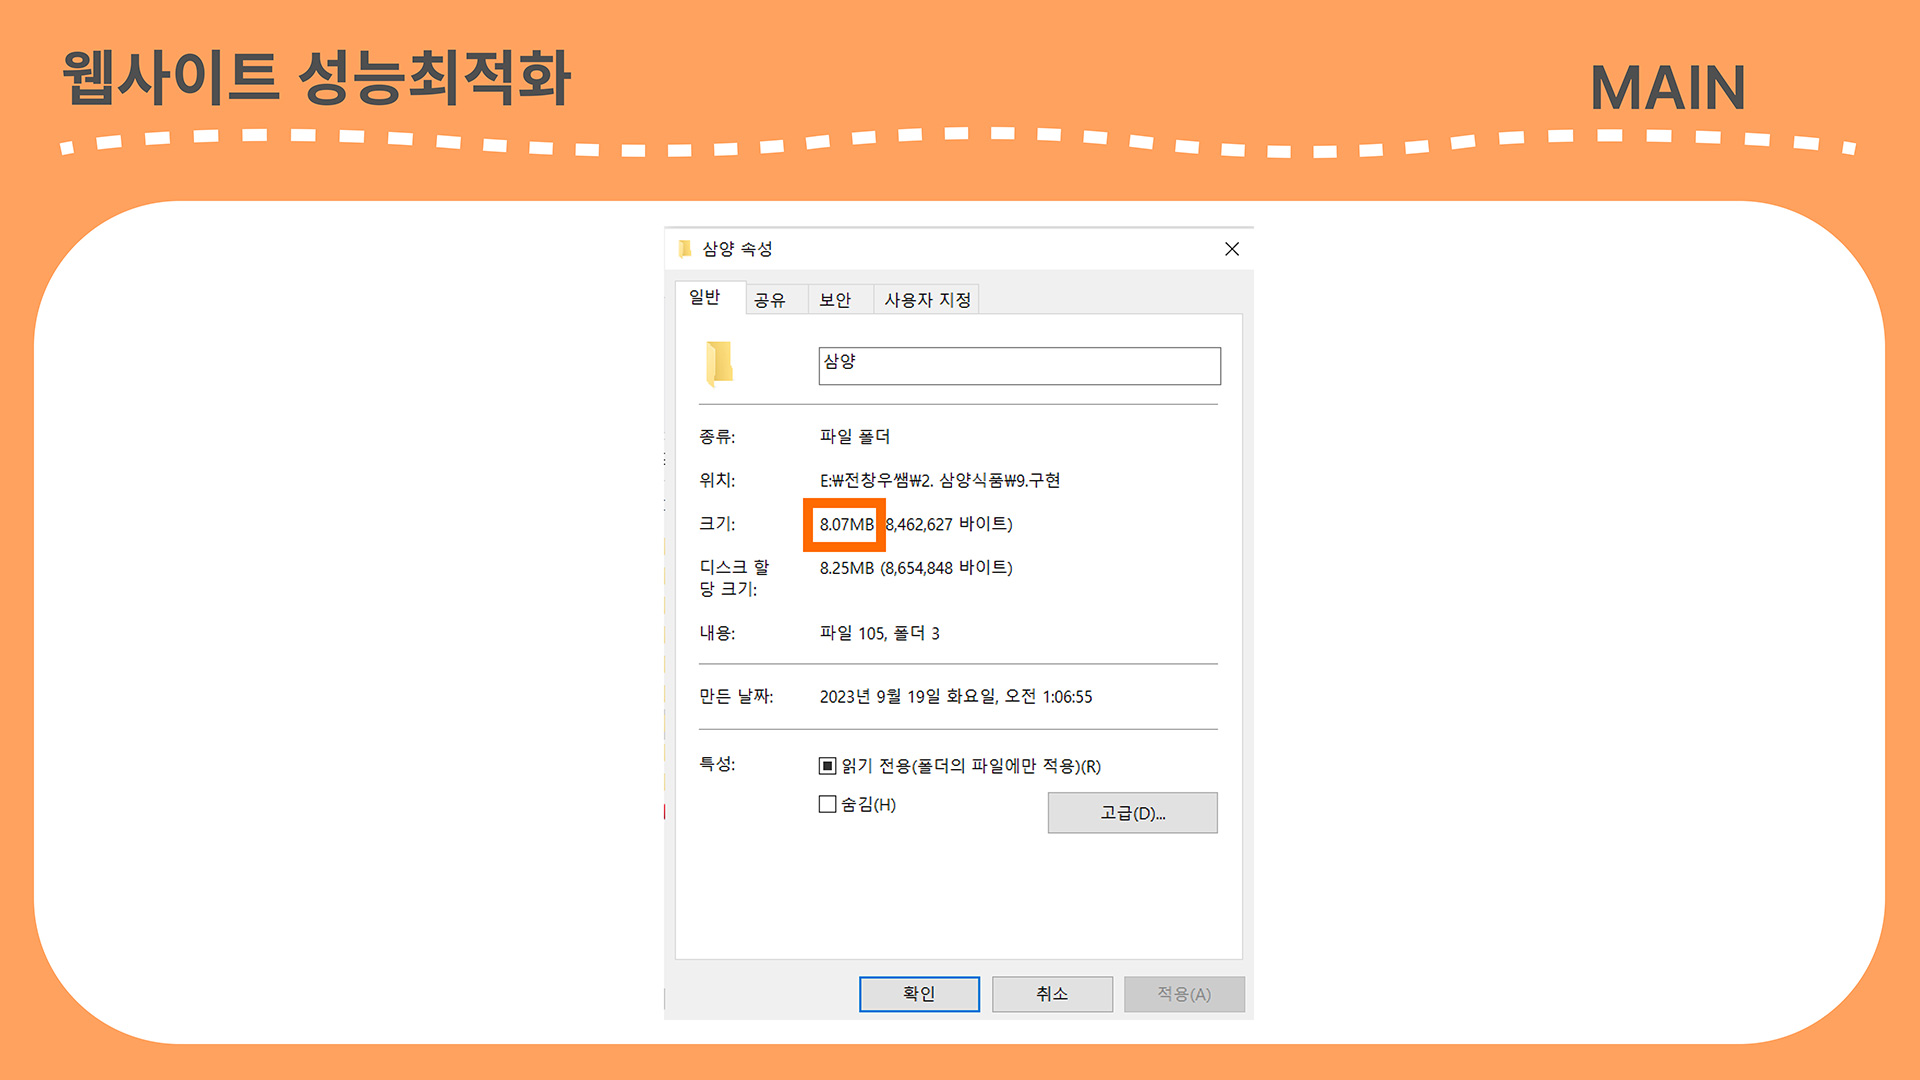 웹사이트 성능최적화
MAIN
삼양 속성
일반 공유 보안 사용자 지정
삼양
종류: 파일 폴더
위치: E:₩전창우쌤₩2. 삼양식품₩9.구현
크기: 8.07MB (8,462,627 바이트)
디스크 할 8.25MB (8,654,848 바이트)
당 크기:
내용: 파일 105, 폴더 3
만든 날짜: 2023년 9월 19일 화요일, 오전 1:06:55
특성: 읽기 전용(폴더의 파일에만 적용)(R)
숨김(H)
고급(D)...
확인 취소 적용(A)